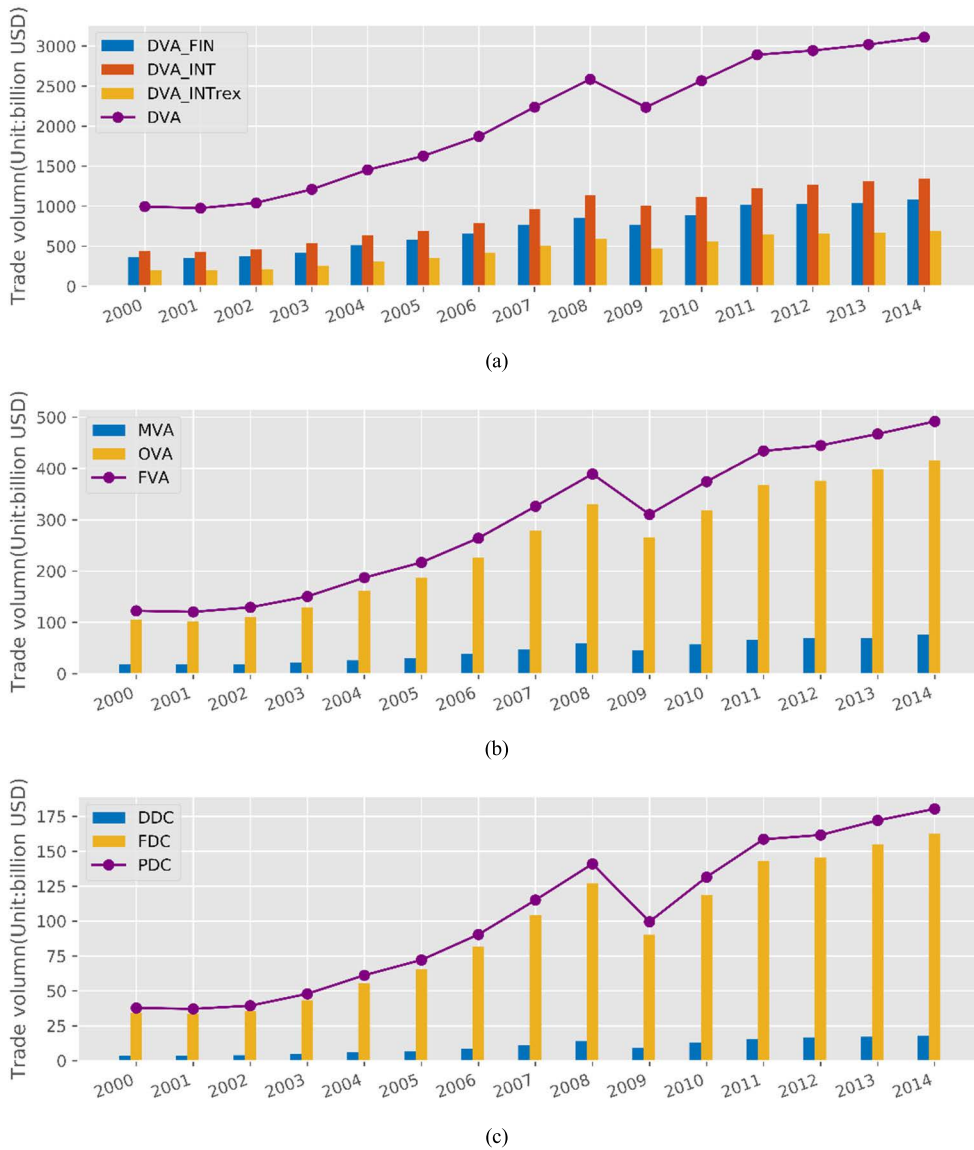 Trade volumn(Unit:billion USD)
3000
2500
2000
1500
1000
500
0
DVA_FIN
DVA_INT
DVA_INTrex
DVA
2000 2001 2002 2003 2004 2005 2006 2007 2008 2009 2010 2011 2012 2013 2014
(a)
Trade volumn(Unit:billion USD)
500
400
300
200
100
0
MVA
OVA
FVA
2000 2001 2002 2003 2004 2005 2006 2007 2008 2009 2010 2011 2012 2013 2014
(b)
Trade volumn(Unit:billion USD)
175
150
125
100
75
50
25
0
DDC
FDC
PDC
2000 2001 2002 2003 2004 2005 2006 2007 2008 2009 2010 2011 2012 2013 2014
(c)